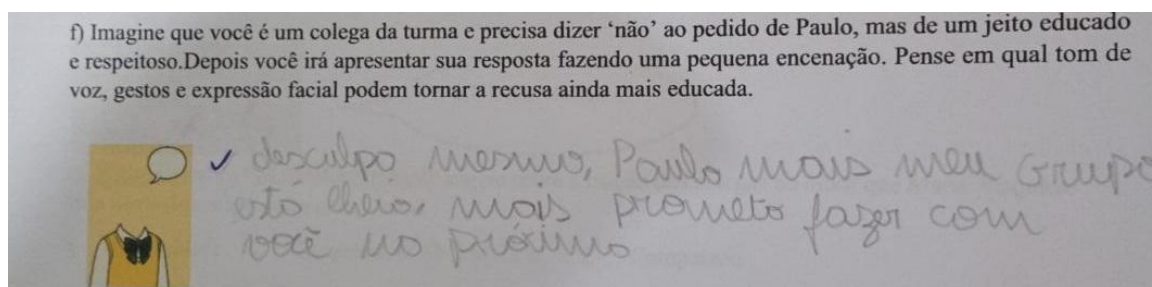 f) Imagine que você é um colega da turma e precisa dizer ‘não’ ao pedido de Paulo, mas de um jeito educado
e respeitoso.Depois você irá apresentar sua resposta fazendo uma pequena encenação. Pense em qual tom de
voz, gestos e expressão facial podem tornar a recusa ainda mais educada.
✓ desculpa mesmo, Paulo mais meu Grupo
está cheio, mais prometo fazer com
você no próximo